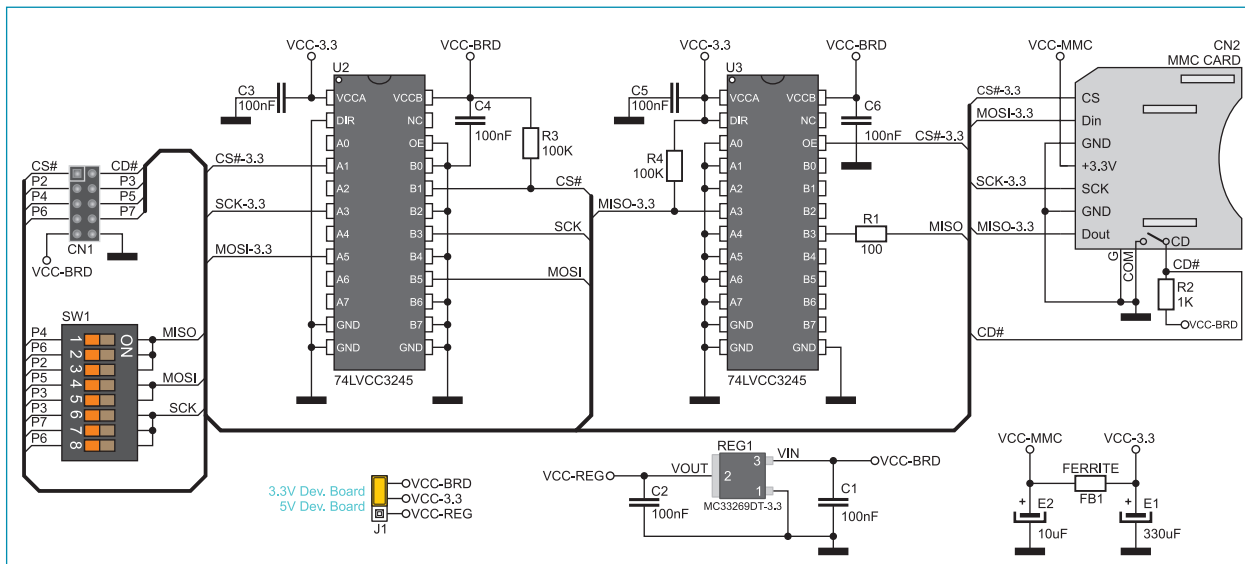 VCC-3.3
U2
VCC-BRD
C3
100nF
VCCA
VCCB
DIR
NC
A0
OE
A1
B0
A2
B1
A3
B2
A4
B3
A5
B4
A6
B5
A7
B6
GND
B7
GND
GND
74LVCC3245
C4
100nF
R3
100K
CS#-3.3
SCK-3.3
MOSI-3.3
CS#
SCK
MOSI
VCC-3.3
U3
VCC-BRD
C5
100nF
VCCA
VCCB
DIR
NC
A0
OE
A1
B0
A2
B1
A3
B2
A4
B3
A5
B4
A6
B5
A7
B6
GND
B7
GND
GND
74LVCC3245
C6
100nF
R4
100K
MISO-3.3
CS#-3.3
R1
100
MISO
VCC-MMC
CN2
MMC CARD
CS#-3.3
CS
MOSI-3.3
Din
GND
+3.3V
SCK-3.3
SCK
GND
MISO-3.3
Dout
CD
G
COM
CD#
R2
1K
VCC-BRD
CD#
CS#
CD#
P2
P3
P4
P5
P6
P7
CN1
VCC-BRD
SW1
ON
P4
1
MISO
P6
2
P2
3
P5
4
MOSI
P3
5
P3
6
SCK
P7
7
P6
8
3.3V Dev. Board
5V Dev. Board
VCC-BRD
VCC-3.3
VCC-REG
J1
REG1
VCC-REG
VOUT
2
3
1
VIN
VCC-BRD
MC33269DT-3.3
C2
100nF
C1
100nF
VCC-MMC
VCC-3.3
FERRITE
FB1
+
E2
10uF
+
E1
330uF